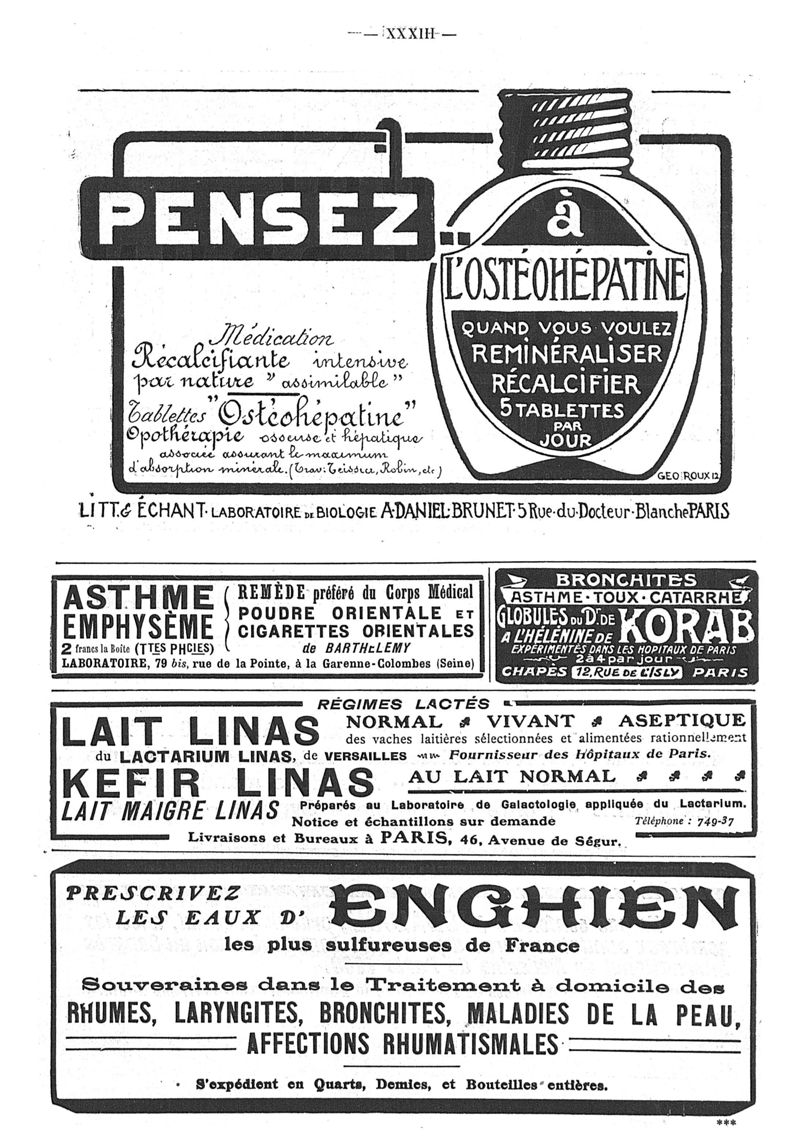 — XXXIII —
PENSEZ
à
L'OSTÉOHÉPATINE
QUAND VOUS VOULEZ
REMINÉRALISER
RÉCALCIFIER
5 TABLETTES
PAR
JOUR
GEO ROUX 12
Médication
Récalcifiante intensive
par nature "assimilable"
Tablettes "Ostéohépatine"
Opothérapie osseuse et hépatique
associée assurant le maximum
d'absorption minérale. (Trav: Teissier, Robin, etc)
LITT. & ÉCHANT. LABORATOIRE DE BIOLOGIE A. DANIEL-BRUNET. 5 Rue du Docteur Blanche PARIS
ASTHME
EMPHYSÈME
2 francs la Boîte (TTES PHCIES)
REMÈDE préféré du Corps Médical
POUDRE ORIENTALE ET
CIGARETTES ORIENTALES
de BARTHELEMY
LABORATOIRE, 79 bis, rue de la Pointe, à la Garenne-Colombes (Seine)
BRONCHITES
ASTHME · TOUX · CATARRHE
GLOBULES DU Dr DE KORAB
A L'HÉLÉNINE DE
EXPÉRIMENTÉS DANS LES HOPITAUX DE PARIS
2 à 4 par jour
CHAPÈS 12, RUE DE L'ISLY PARIS
RÉGIMES LACTÉS
LAIT LINAS NORMAL VIVANT ASEPTIQUE
des vaches laitières sélectionnées et alimentées rationnellement
du LACTARIUM LINAS, de VERSAILLES Fournisseur des Hôpitaux de Paris.
KEFIR LINAS AU LAIT NORMAL
LAIT MAIGRE LINAS Préparés au Laboratoire de Galactologie appliquée du Lactarium.
Notice et échantillons sur demande Téléphone : 749-37
Livraisons et Bureaux à PARIS, 46, Avenue de Ségur.
PRESCRIVEZ
LES EAUX D'
ENGHIEN
les plus sulfureuses de France
Souveraines dans le Traitement à domicile des
RHUMES, LARYNGITES, BRONCHITES, MALADIES DE LA PEAU,
AFFECTIONS RHUMATISMALES
S'expédient en Quarts, Demies, et Bouteilles entières.
***